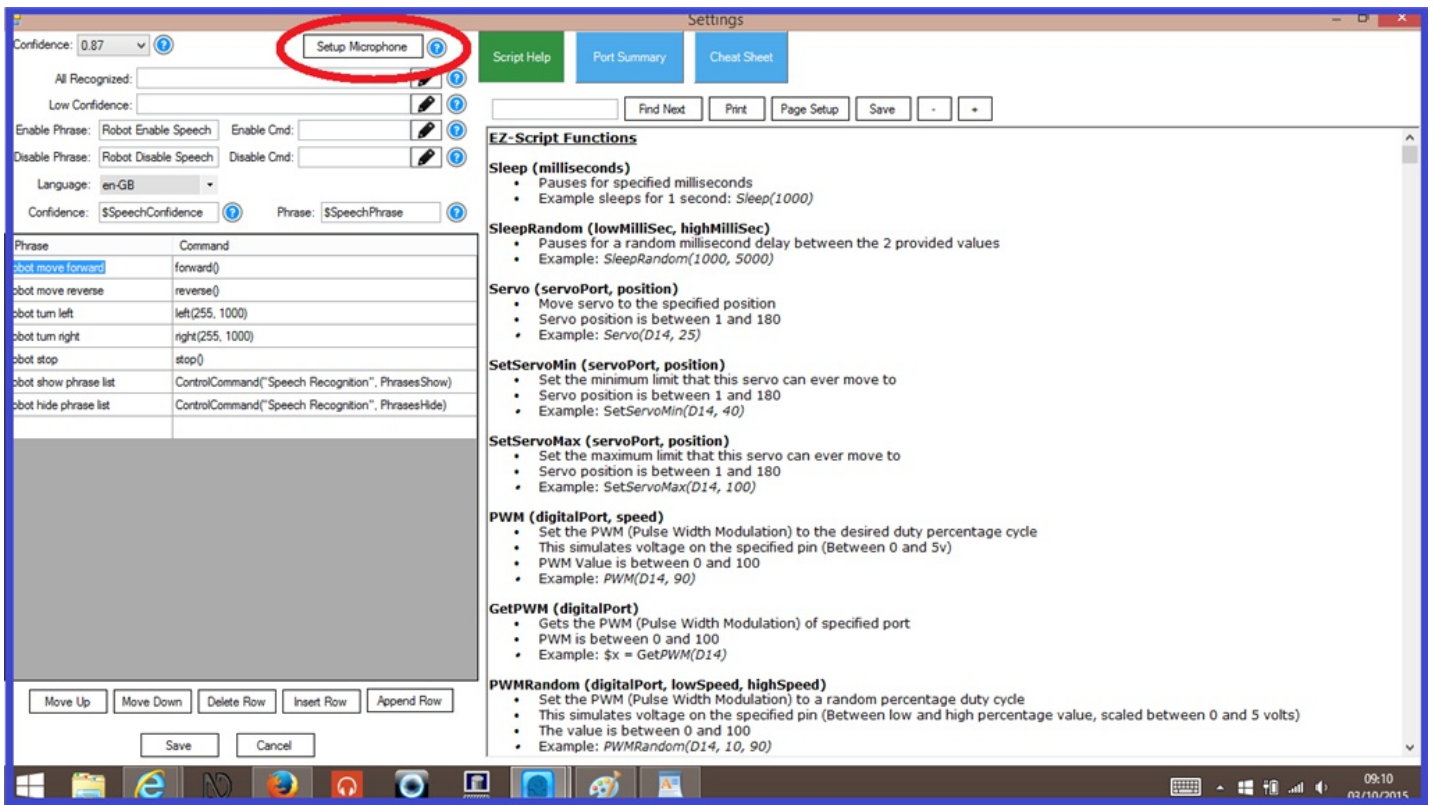 Settings
Confidence: 0.87
Setup Microphone
All Recognized:
Low Confidence:
Enable Phrase: Robot Enable Speech Enable Cmd:
Disable Phrase: Robot Disable Speech Disable Cmd:
Language: en-GB
Confidence: $SpeechConfidence Phrase: $SpeechPhrase
Phrase Command
obot move forward forward()
obot move reverse reverse()
obot turn left left(255, 1000)
obot turn right right(255, 1000)
obot stop stop()
obot show phrase list ControlCommand("Speech Recognition", PhrasesShow)
obot hide phrase list ControlCommand("Speech Recognition", PhrasesHide)
Move Up Move Down Delete Row Insert Row Append Row
Save Cancel
Script Help Port Summary Cheat Sheet
Find Next Print Page Setup Save - +
EZ-Script Functions
Sleep (milliseconds)
• Pauses for specified milliseconds
• Example sleeps for 1 second: Sleep(1000)
SleepRandom (lowMilliSec, highMilliSec)
• Pauses for a random millisecond delay between the 2 provided values
• Example: SleepRandom(1000, 5000)
Servo (servoPort, position)
• Move servo to the specified position
• Servo position is between 1 and 180
• Example: Servo(D14, 25)
SetServoMin (servoPort, position)
• Set the minimum limit that this servo can ever move to
• Servo position is between 1 and 180
• Example: SetServoMin(D14, 40)
SetServoMax (servoPort, position)
• Set the maximum limit that this servo can ever move to
• Servo position is between 1 and 180
• Example: SetServoMax(D14, 100)
PWM (digitalPort, speed)
• Set the PWM (Pulse Width Modulation) to the desired duty percentage cycle
• This simulates voltage on the specified pin (Between 0 and 5v)
• PWM Value is between 0 and 100
• Example: PWM(D14, 90)
GetPWM (digitalPort)
• Gets the PWM (Pulse Width Modulation) of specified port
• PWM is between 0 and 100
• Example: $x = GetPWM(D14)
PWMRandom (digitalPort, lowSpeed, highSpeed)
• Set the PWM (Pulse Width Modulation) to a random percentage duty cycle
• This simulates voltage on the specified pin (Between low and high percentage value, scaled between 0 and 5 volts)
• The value is between 0 and 100
• Example: PWMRandom(D14, 10, 90)
09:10
03/10/2015